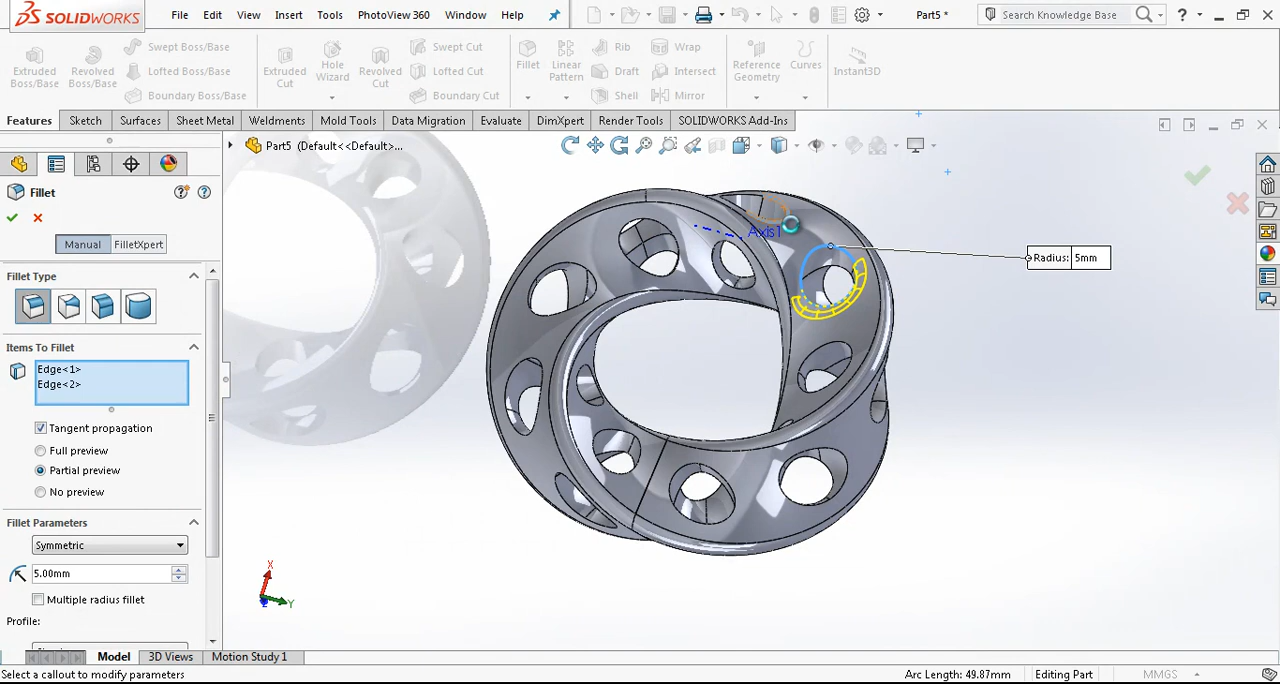 SOLIDWORKS
File Edit View Insert Tools PhotoView 360 Window Help
Part5 *
Search Knowledge Base
?
Extruded Boss/Base
Revolved Boss/Base
Swept Boss/Base
Lofted Boss/Base
Boundary Boss/Base
Extruded Cut
Hole Wizard
Revolved Cut
Swept Cut
Lofted Cut
Boundary Cut
Fillet
Linear Pattern
Rib
Draft
Shell
Wrap
Intersect
Mirror
Reference Geometry
Curves
Instant3D
Features Sketch Surfaces Sheet Metal Weldments Mold Tools Data Migration Evaluate DimXpert Render Tools SOLIDWORKS Add-Ins
Part5 (Default<<Default>...
Fillet
Manual FilletXpert
Fillet Type
Items To Fillet
Edge<1>
Edge<2>
Tangent propagation
Full preview
Partial preview
No preview
Fillet Parameters
Symmetric
5.00mm
Multiple radius fillet
Profile:
Axis1
Radius: 5mm
X
Y
Z
Model 3D Views Motion Study 1
Select a callout to modify parameters
Arc Length: 49.87mm Editing Part MMGS